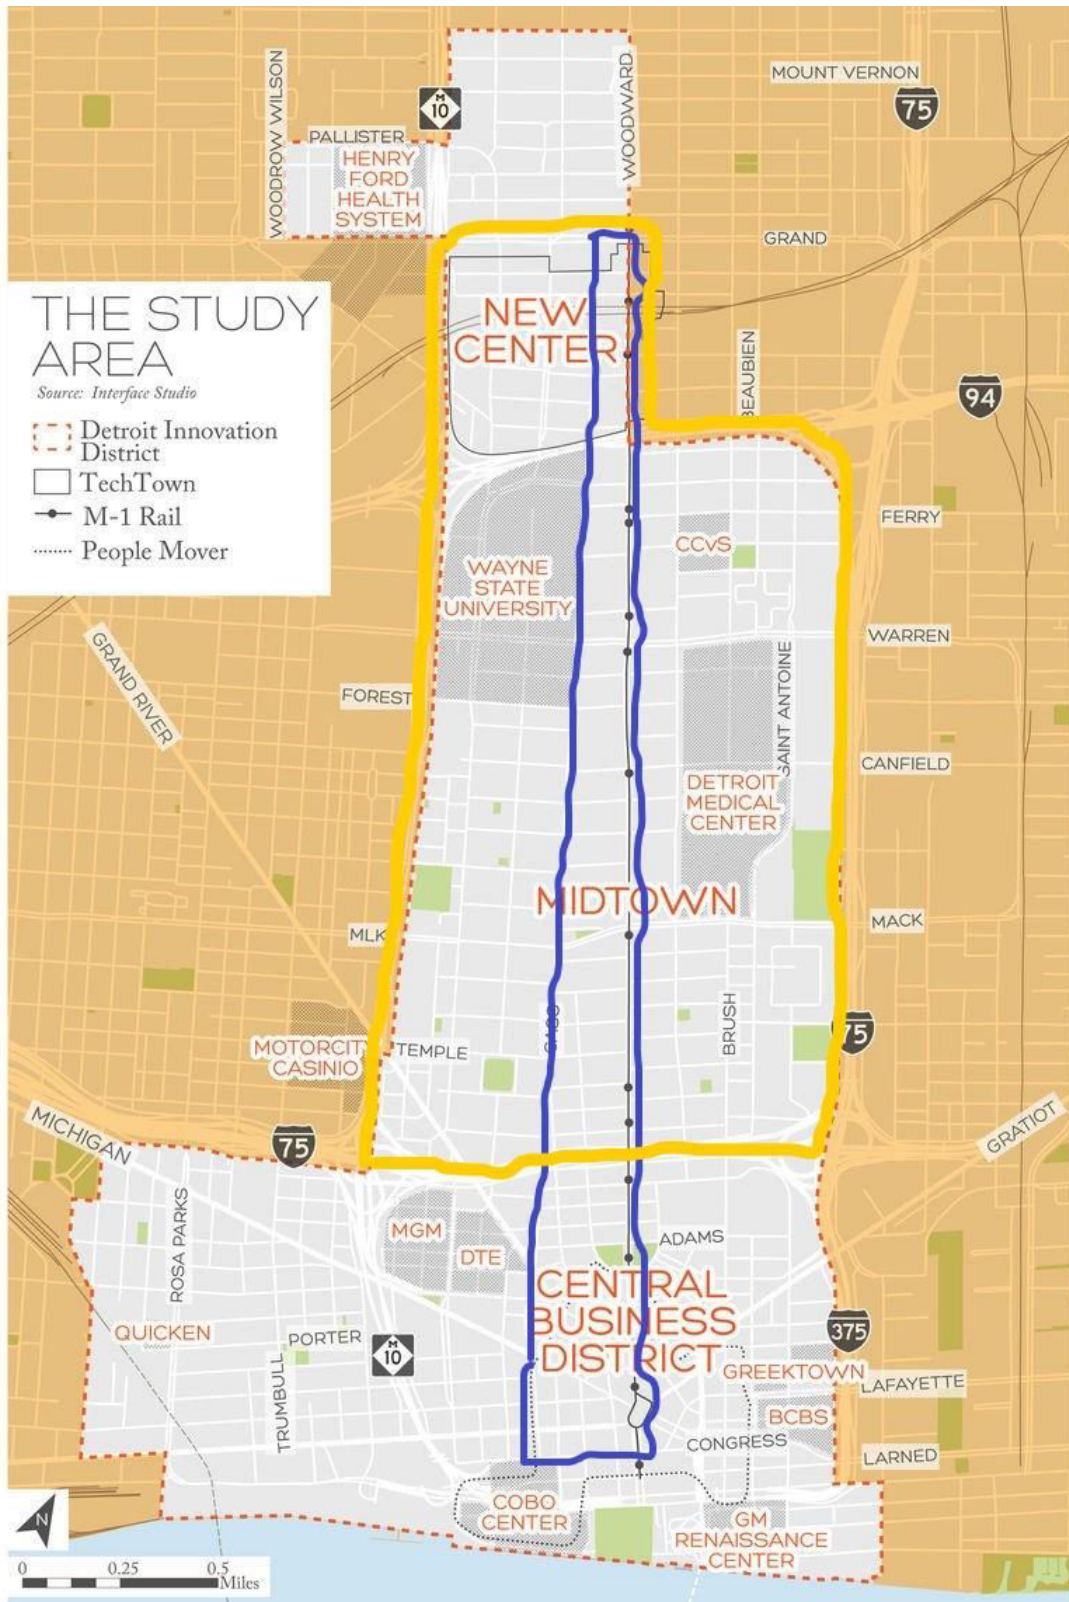 WOODROW WILSON
M
10
PALLISTER
HENRY
FORD
HEALTH
SYSTEM
WOODWARD
MOUNT VERNON
75
GRAND
THE STUDY
AREA
Source: Interface Studio
Detroit Innovation
District
TechTown
M-1 Rail
People Mover
NEW
CENTER
BEAUBIEN
94
FERRY
CCvS
WAYNE
STATE
UNIVERSITY
WARREN
GRAND RIVER
FOREST
SAINT ANTOINE
CANFIELD
DETROIT
MEDICAL
CENTER
MIDTOWN
MLK
MACK
CASS
BRUSH
75
MOTORCITY
CASINIO
TEMPLE
MICHIGAN
75
GRATIOT
ROSA PARKS
MGM
DTE
ADAMS
CENTRAL
BUSINESS
DISTRICT
QUICKEN
PORTER
M
10
TRUMBULL
375
GREEKTOWN
LAFAYETTE
BCBS
CONGRESS
LARNED
COBO
CENTER
GM
RENAISSANCE
CENTER
N
0
0.25
0.5
Miles